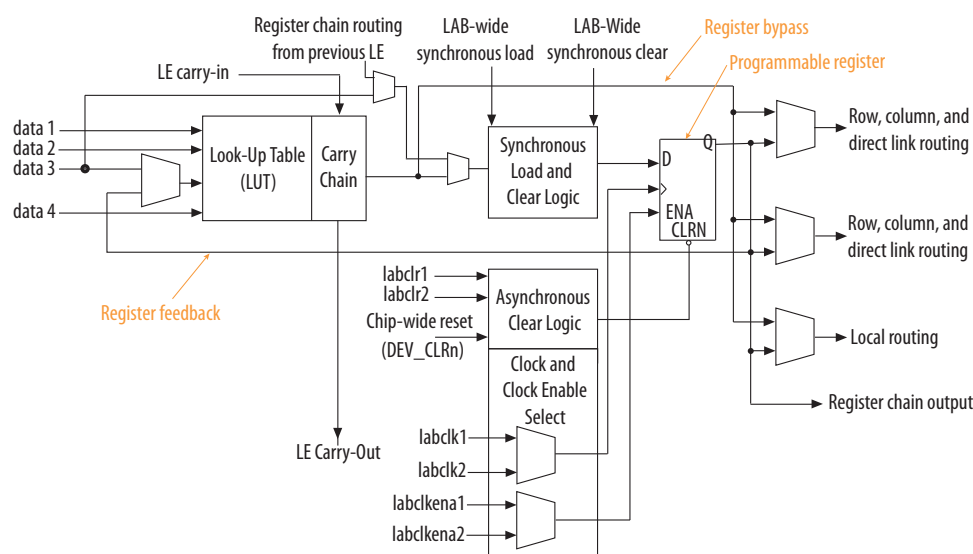 Register chain routing
from previous LE
LAB-wide
synchronous load
LAB-Wide
synchronous clear
Register bypass
Programmable register
LE carry-in
data 1
data 2
data 3
data 4
Look-Up Table
(LUT)
Carry
Chain
Synchronous
Load and
Clear Logic
D
Q
ENA
CLRN
Row, column, and
direct link routing
Row, column, and
direct link routing
Local routing
Register chain output
Register feedback
labclr1
labclr2
Chip-wide reset
(DEV_CLRn)
Asynchronous
Clear Logic
Clock and
Clock Enable
Select
labclk1
labclk2
labclkena1
labclkena2
LE Carry-Out